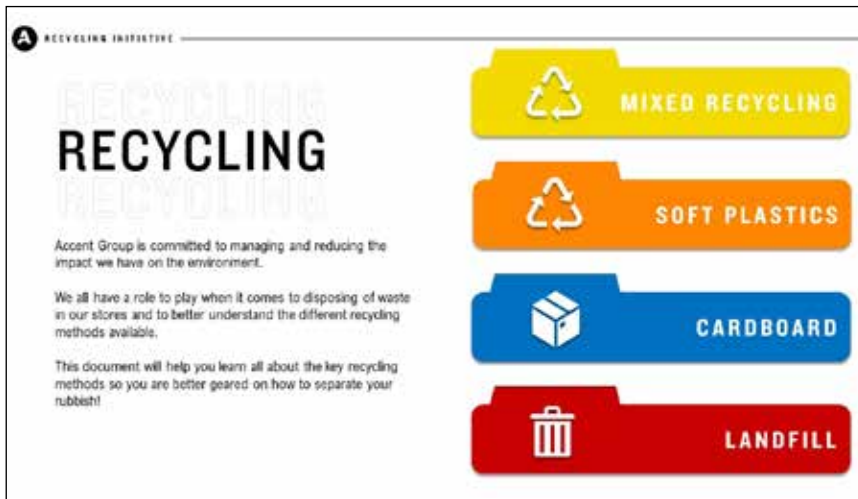 A RECYCLING INITIATIVE
RECYCLING
RECYCLING
RECYCLING
Accent Group is committed to managing and reducing the
impact we have on the environment.
We all have a role to play when it comes to disposing of waste
in our stores and to better understand the different recycling
methods available.
This document will help you learn all about the key recycling
methods so you are better geared on how to separate your
rubbish!
MIXED RECYCLING
SOFT PLASTICS
CARDBOARD
LANDFILL